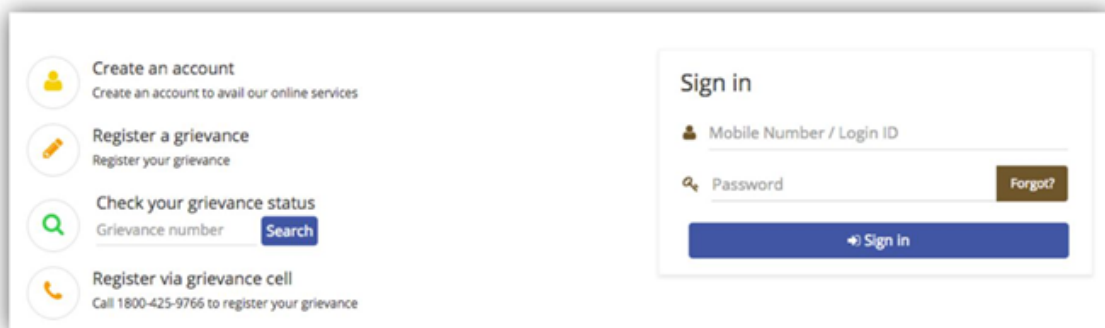 Create an account
Create an account to avail our online services
Register a grievance
Register your grievance
Check your grievance status
Grievance number Search
Register via grievance cell
Call 1800-425-9766 to register your grievance
Sign in
Mobile Number / Login ID
Password Forgot?
Sign in